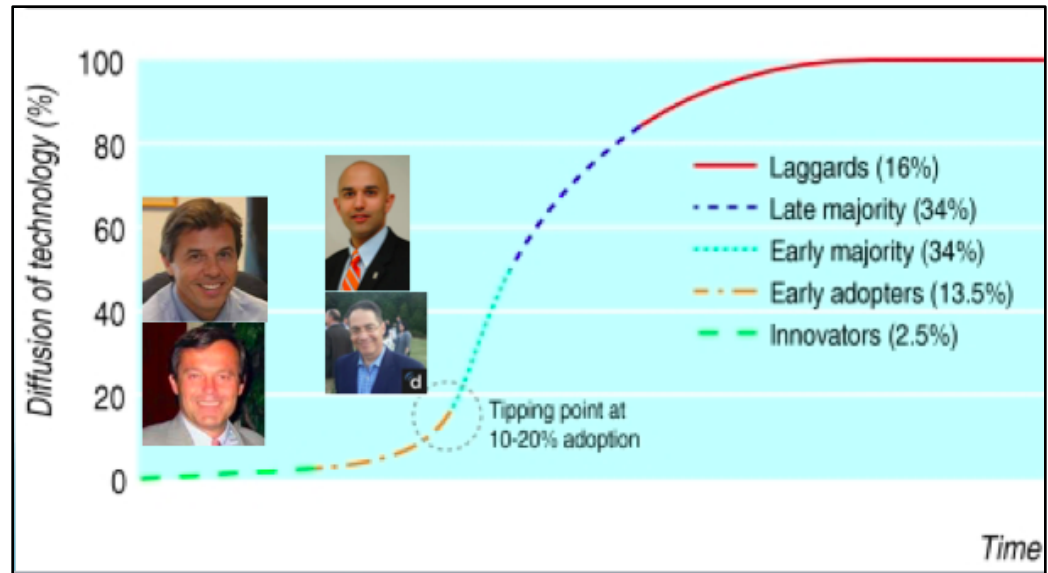 Diffusion of technology (%)
100
80
60
40
20
0
Laggards (16%)
Late majority (34%)
Early majority (34%)
Early adopters (13.5%)
Innovators (2.5%)
d
Tipping point at
10-20% adoption
Time